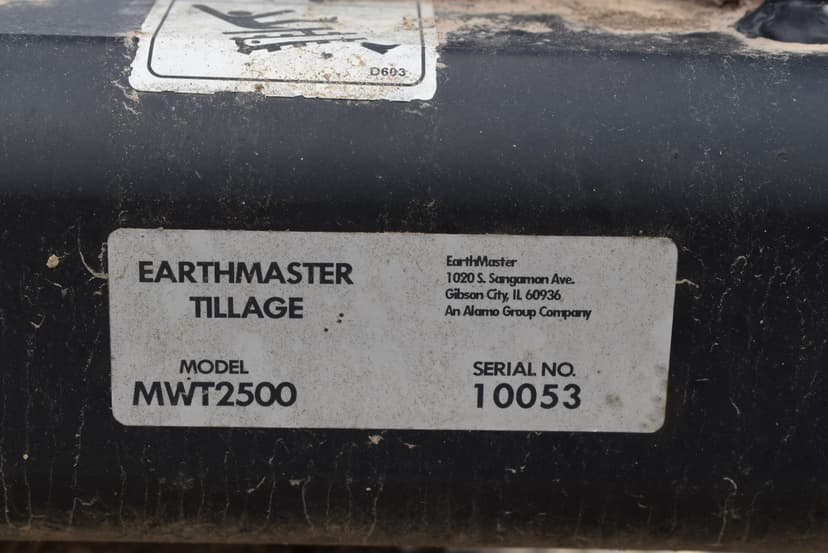 D603
EARTHMASTER
TILLAGE
EarthMaster
1020 S. Sangamon Ave.
Gibson City, IL 60936
An Alamo Group Company
MODEL
MWT2500
SERIAL NO.
10053